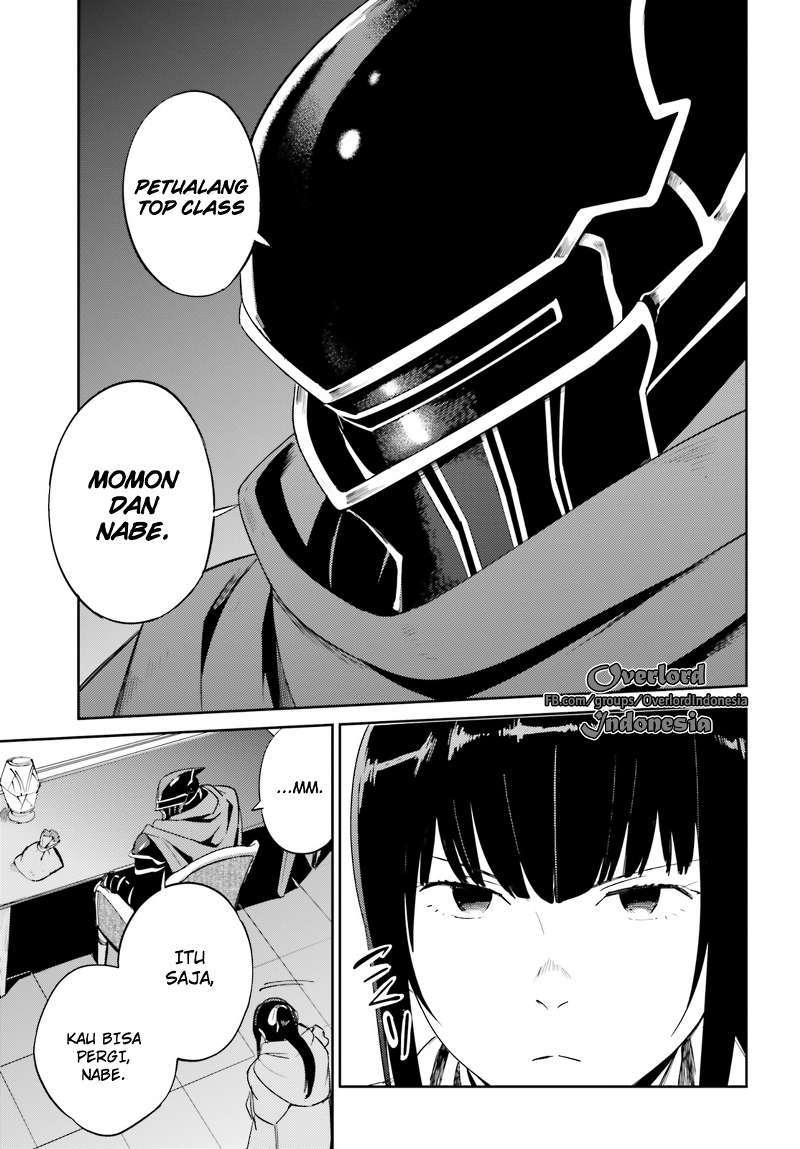 PETUALANG
TOP CLASS
MOMON
DAN
NABE.
Overlord
FB.com/groups/OverlordIndonesia
Indonesia
...MM.
ITU
SAJA,
KAU BISA
PERGI,
NABE.